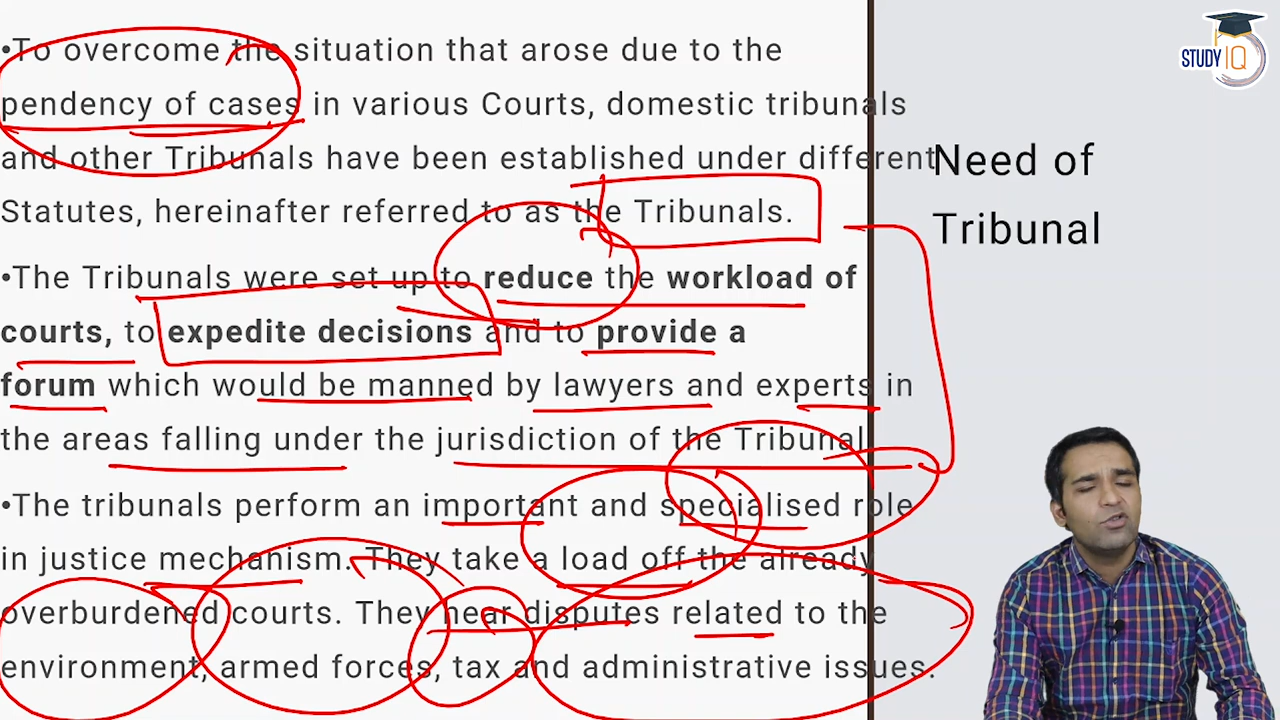 •To overcome the situation that arose due to the
pendency of cases in various Courts, domestic tribunals
and other Tribunals have been established under different
Statutes, hereinafter referred to as the Tribunals.
•The Tribunals were set up to reduce the workload of
courts, to expedite decisions and to provide a
forum which would be manned by lawyers and experts in
the areas falling under the jurisdiction of the Tribunal
•The tribunals perform an important and specialised role
in justice mechanism. They take a load off the already
overburdened courts. They hear disputes related to the
environment, armed forces, tax and administrative issues.
Need of
Tribunal
STUDY IQ